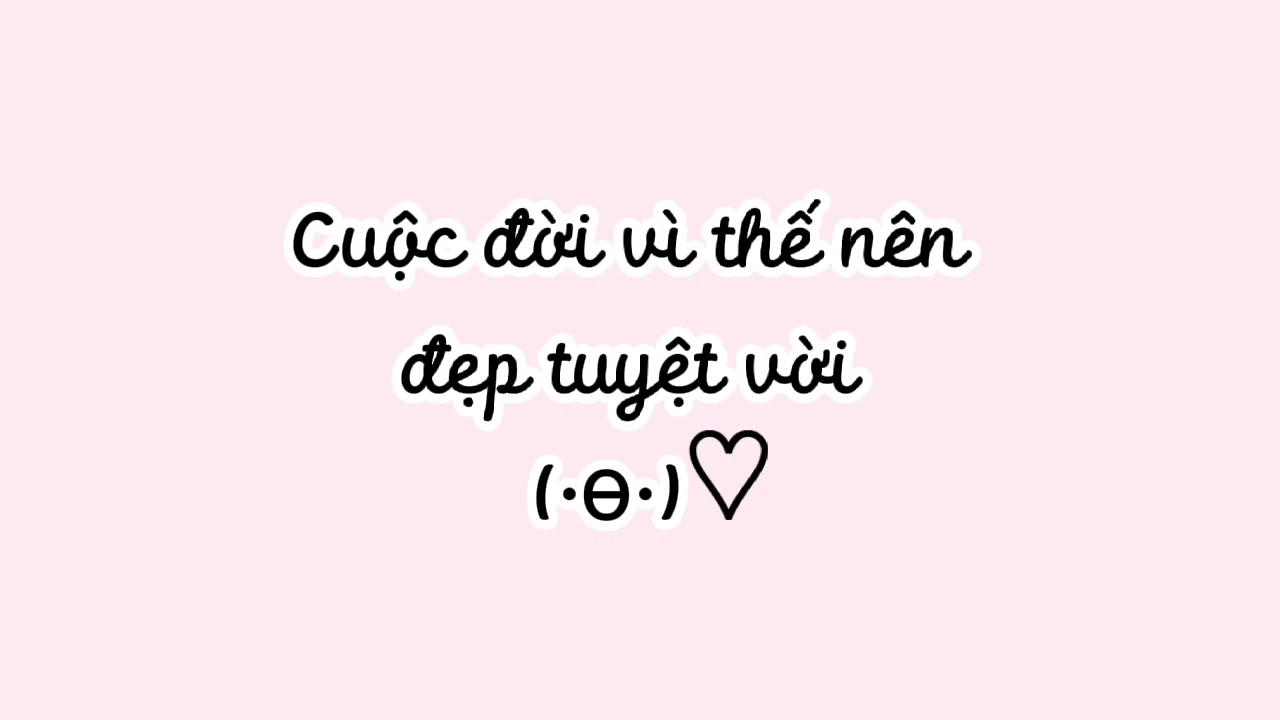 Cuộc đời vì thế nên
đẹp tuyệt vời
(·Ɵ·)♡